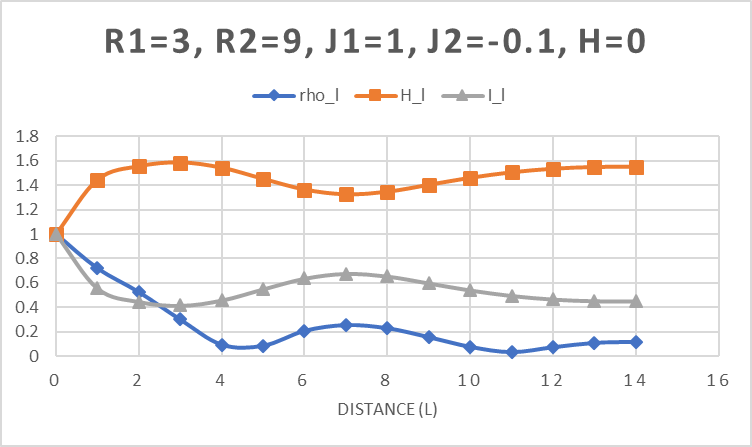 R1=3, R2=9, J1=1, J2=-0.1, H=0
rho_l H_l I_l
1.8
1.6
1.4
1.2
1
0.8
0.6
0.4
0.2
0
0 2 4 6 8 10 12 14 16
DISTANCE (L)